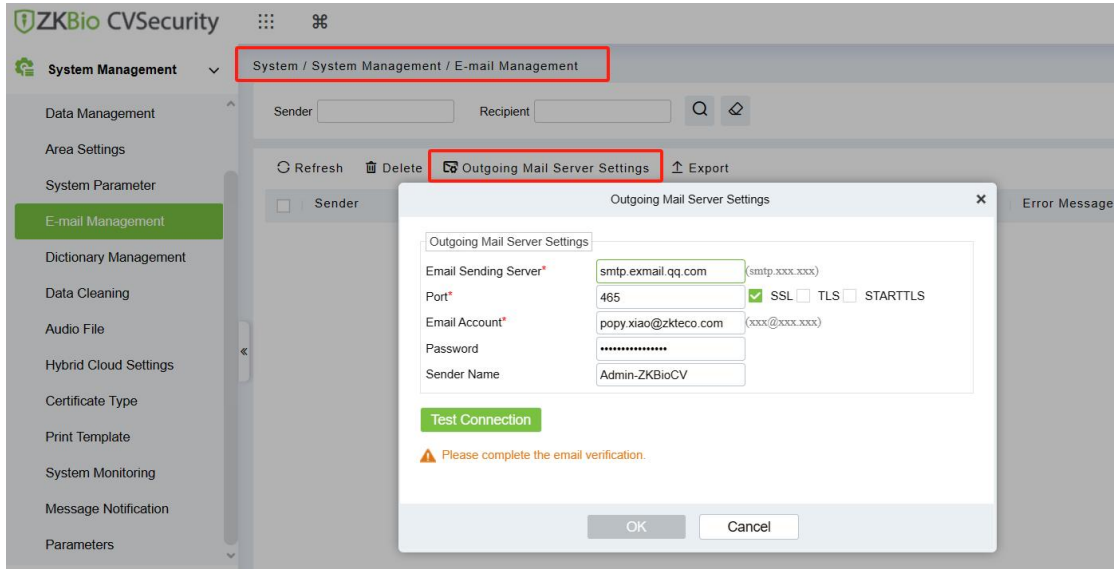 ZKBio CVSecurity
System Management
System / System Management / E-mail Management
Data Management
Area Settings
System Parameter
E-mail Management
Dictionary Management
Data Cleaning
Audio File
Hybrid Cloud Settings
Certificate Type
Print Template
System Monitoring
Message Notification
Parameters
Sender
Recipient
Refresh Delete Outgoing Mail Server Settings Export
Sender
Error Message
Outgoing Mail Server Settings
Outgoing Mail Server Settings
Email Sending Server* smtp.exmail.qq.com (smtp.xxx.xxx)
Port* 465 SSL TLS STARTTLS
Email Account* popy.xiao@zkteco.com (xxx@xxx.xxx)
Password ••••••••••••••••
Sender Name Admin-ZKBioCV
Test Connection
Please complete the email verification.
OK Cancel